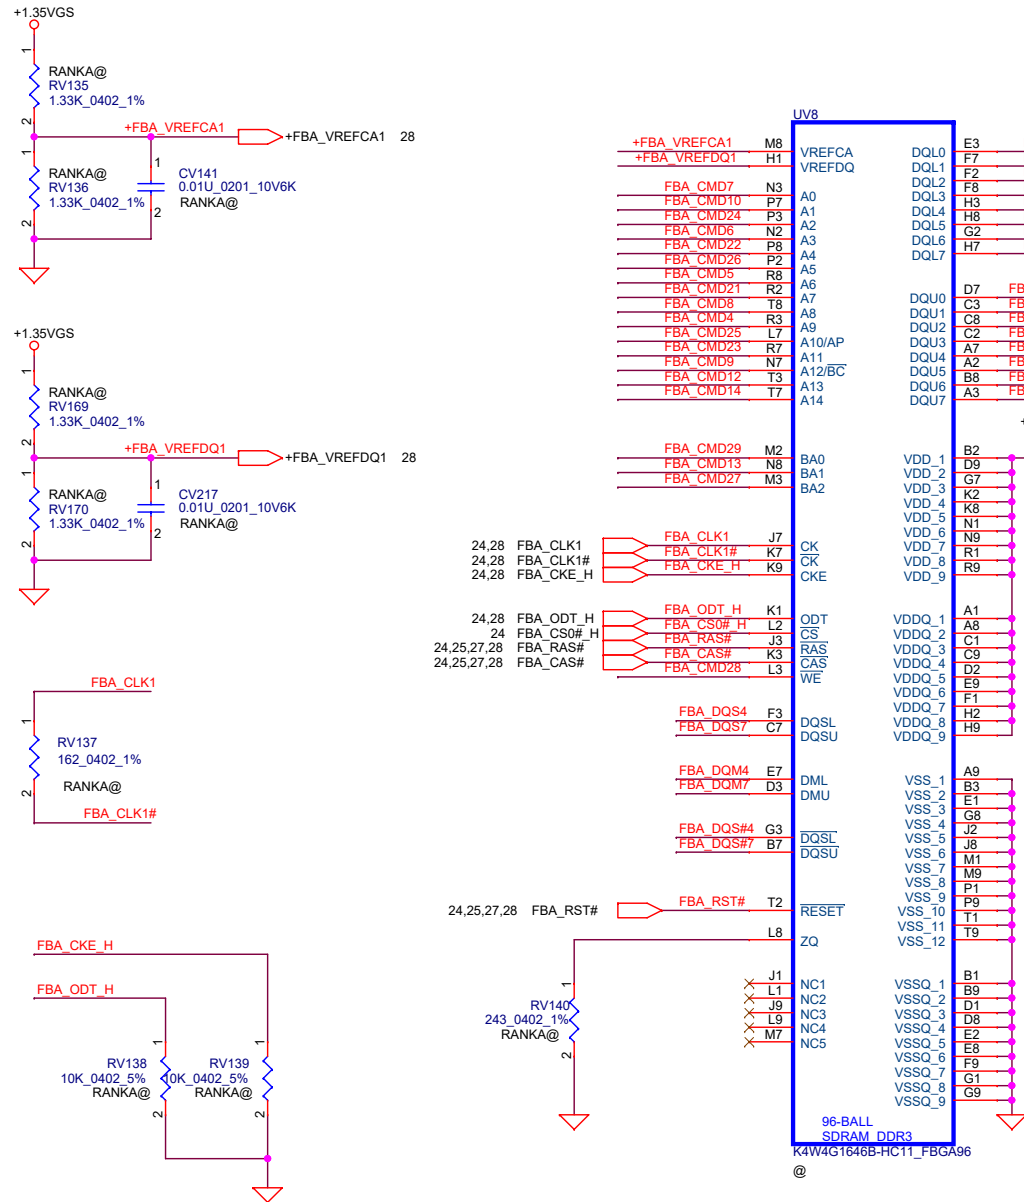 +1.35VGS
1
RANKA@
RV135
1.33K_0402_1%
2
+FBA_VREFCA1
+FBA_VREFCA1 28
1
RANKA@
RV136
1.33K_0402_1%
2
1
CV141
0.01U_0201_10V6K
RANKA@
2
+1.35VGS
1
RANKA@
RV169
1.33K_0402_1%
2
+FBA_VREFDQ1
+FBA_VREFDQ1 28
1
RANKA@
RV170
1.33K_0402_1%
2
1
CV217
0.01U_0201_10V6K
RANKA@
2
FBA_CLK1
1
RV137
162_0402_1%
RANKA@
2
FBA_CLK1#
FBA_CKE_H
FBA_ODT_H
1
RV138
10K_0402_5%
RANKA@
2
1
RV139
10K_0402_5%
RANKA@
2
UV8
+FBA_VREFCA1 M8 VREFCA
+FBA_VREFDQ1 H1 VREFDQ
FBA_CMD7 N3 A0
FBA_CMD10 P7 A1
FBA_CMD24 P3 A2
FBA_CMD6 N2 A3
FBA_CMD22 P8 A4
FBA_CMD26 P2 A5
FBA_CMD5 R8 A6
FBA_CMD21 R2 A7
FBA_CMD8 T8 A8
FBA_CMD4 R3 A9
FBA_CMD25 L7 A10/AP
FBA_CMD23 R7 A11
FBA_CMD9 N7 A12/BC
FBA_CMD12 T3 A13
FBA_CMD14 T7 A14
FBA_CMD29 M2 BA0
FBA_CMD13 N8 BA1
FBA_CMD27 M3 BA2
24,28 FBA_CLK1 FBA_CLK1 J7 CK
24,28 FBA_CLK1# FBA_CLK1# K7 CK
24,28 FBA_CKE_H FBA_CKE_H K9 CKE
24,28 FBA_ODT_H FBA_ODT_H K1 ODT
24 FBA_CS0#_H FBA_CS0#_H L2 CS
24,25,27,28 FBA_RAS# FBA_RAS# J3 RAS
24,25,27,28 FBA_CAS# FBA_CAS# K3 CAS
FBA_CMD28 L3 WE
FBA_DQS4 F3 DQSL
FBA_DQS7 C7 DQSU
FBA_DQM4 E7 DML
FBA_DQM7 D3 DMU
FBA_DQS#4 G3 DQSL
FBA_DQS#7 B7 DQSU
24,25,27,28 FBA_RST# FBA_RST# T2 RESET
L8 ZQ
1
RV140
243_0402_1%
RANKA@
2
J1 NC1
L1 NC2
J9 NC3
L9 NC4
M7 NC5
DQL0 E3
DQL1 F7
DQL2 F2
DQL3 F8
DQL4 H3
DQL5 H8
DQL6 G2
DQL7 H7
DQU0 D7
DQU1 C3
DQU2 C8
DQU3 C2
DQU4 A7
DQU5 A2
DQU6 B8
DQU7 A3
+
VDD_1 B2
VDD_2 D9
VDD_3 G7
VDD_4 K2
VDD_5 K8
VDD_6 N1
VDD_7 N9
VDD_8 R1
VDD_9 R9
VDDQ_1 A1
VDDQ_2 A8
VDDQ_3 C1
VDDQ_4 C9
VDDQ_5 D2
VDDQ_6 E9
VDDQ_7 F1
VDDQ_8 H2
VDDQ_9 H9
VSS_1 A9
VSS_2 B3
VSS_3 E1
VSS_4 G8
VSS_5 J2
VSS_6 J8
VSS_7 M1
VSS_8 M9
VSS_9 P1
VSS_10 P9
VSS_11 T1
VSS_12 T9
VSSQ_1 B1
VSSQ_2 B9
VSSQ_3 D1
VSSQ_4 D8
VSSQ_5 E2
VSSQ_6 E8
VSSQ_7 F9
VSSQ_8 G1
VSSQ_9 G9
96-BALL
SDRAM DDR3
K4W4G1646B-HC11_FBGA96
@